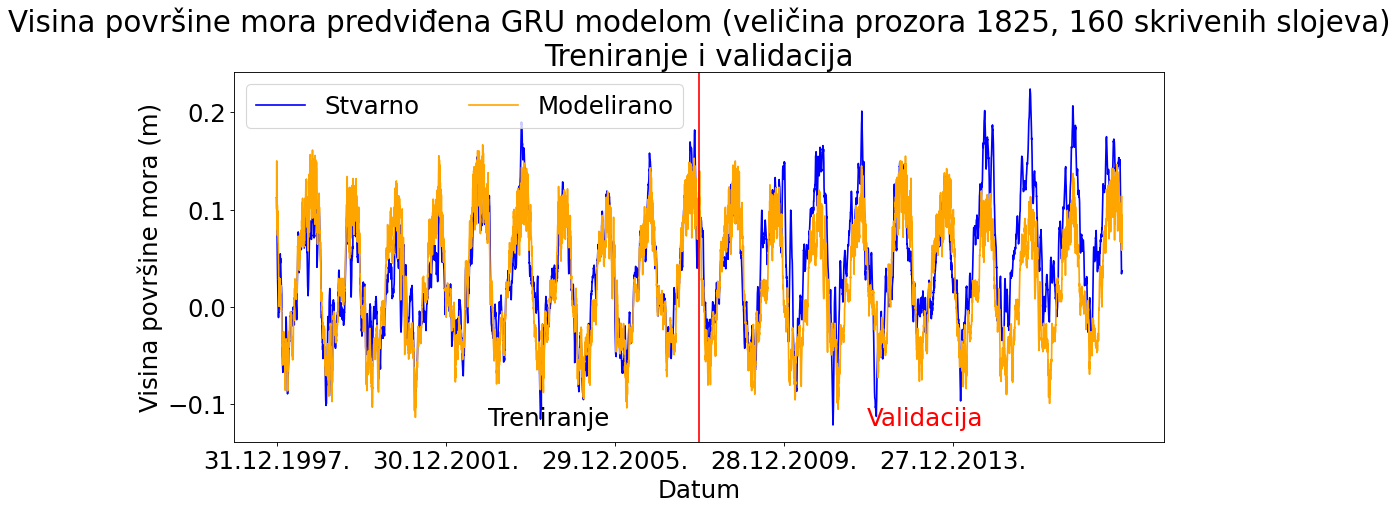 Visina površine mora predviđena GRU modelom (veličina prozora 1825, 160 skrivenih slojeva)
Treniranje i validacija
Stvarno Modelirano
Visina površine mora (m)
0.2
0.1
0.0
−0.1
Treniranje Validacija
31.12.1997. 30.12.2001. 29.12.2005. 28.12.2009. 27.12.2013.
Datum